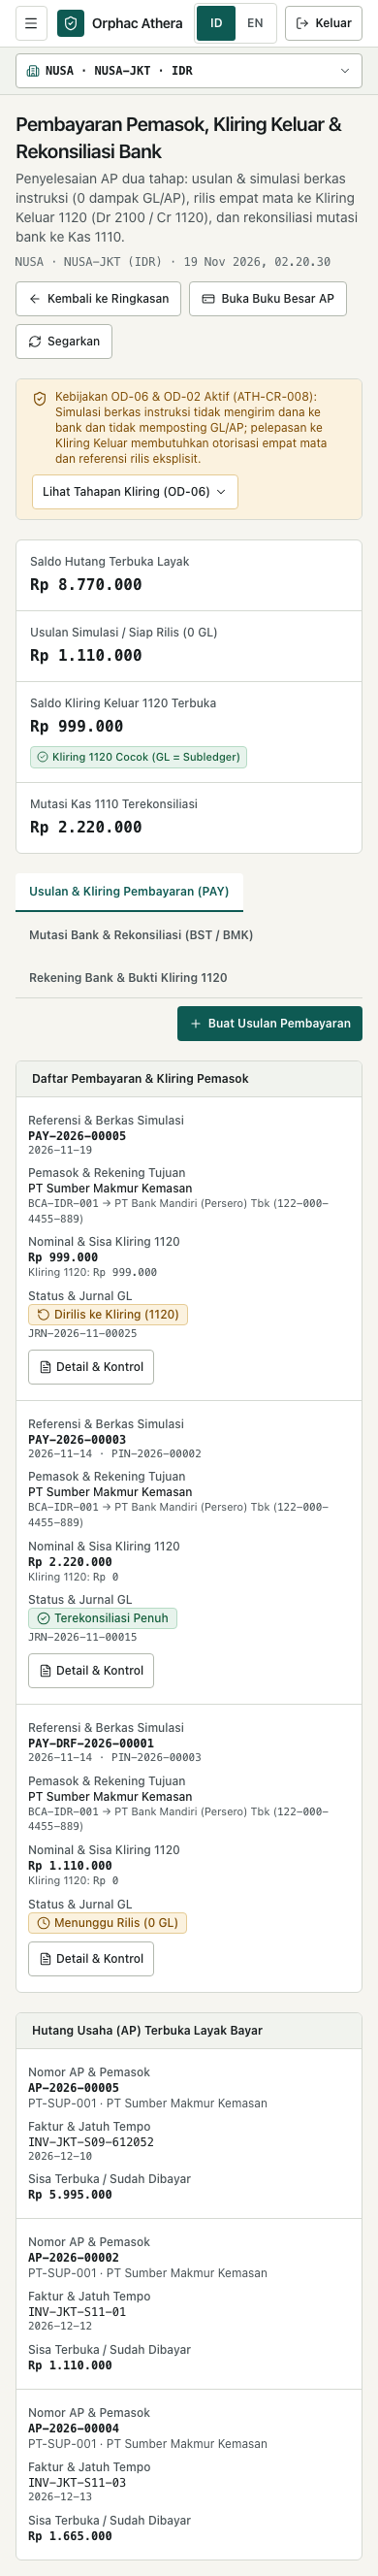 Orphac Athera
ID
EN
Keluar
NUSA · NUSA-JKT · IDR
Pembayaran Pemasok, Kliring Keluar &
Rekonsiliasi Bank
Penyelesaian AP dua tahap: usulan & simulasi berkas
instruksi (0 dampak GL/AP), rilis empat mata ke Kliring
Keluar 1120 (Dr 2100 / Cr 1120), dan rekonsiliasi mutasi
bank ke Kas 1110.
NUSA · NUSA-JKT (IDR) · 19 Nov 2026, 02.20.30
Kembali ke Ringkasan
Buka Buku Besar AP
Segarkan
Kebijakan OD-06 & OD-02 Aktif (ATH-CR-008):
Simulasi berkas instruksi tidak mengirim dana ke
bank dan tidak memposting GL/AP; pelepasan ke
Kliring Keluar membutuhkan otorisasi empat mata
dan referensi rilis eksplisit.
Lihat Tahapan Kliring (OD-06)
Saldo Hutang Terbuka Layak
Rp 8.770.000
Usulan Simulasi / Siap Rilis (0 GL)
Rp 1.110.000
Saldo Kliring Keluar 1120 Terbuka
Rp 999.000
Kliring 1120 Cocok (GL = Subledger)
Mutasi Kas 1110 Terekonsiliasi
Rp 2.220.000
Usulan & Kliring Pembayaran (PAY)
Mutasi Bank & Rekonsiliasi (BST / BMK)
Rekening Bank & Bukti Kliring 1120
Buat Usulan Pembayaran
Daftar Pembayaran & Kliring Pemasok
Referensi & Berkas Simulasi
PAY-2026-00005
2026-11-19
Pemasok & Rekening Tujuan
PT Sumber Makmur Kemasan
BCA-IDR-001 → PT Bank Mandiri (Persero) Tbk (122-000-
4455-889)
Nominal & Sisa Kliring 1120
Rp 999.000
Kliring 1120: Rp 999.000
Status & Jurnal GL
Dirilis ke Kliring (1120)
JRN-2026-11-00025
Detail & Kontrol
Referensi & Berkas Simulasi
PAY-2026-00003
2026-11-14 · PIN-2026-00002
Pemasok & Rekening Tujuan
PT Sumber Makmur Kemasan
BCA-IDR-001 → PT Bank Mandiri (Persero) Tbk (122-000-
4455-889)
Nominal & Sisa Kliring 1120
Rp 2.220.000
Kliring 1120: Rp 0
Status & Jurnal GL
Terekonsiliasi Penuh
JRN-2026-11-00015
Detail & Kontrol
Referensi & Berkas Simulasi
PAY-DRF-2026-00001
2026-11-14 · PIN-2026-00003
Pemasok & Rekening Tujuan
PT Sumber Makmur Kemasan
BCA-IDR-001 → PT Bank Mandiri (Persero) Tbk (122-000-
4455-889)
Nominal & Sisa Kliring 1120
Rp 1.110.000
Kliring 1120: Rp 0
Status & Jurnal GL
Menunggu Rilis (0 GL)
Detail & Kontrol
Hutang Usaha (AP) Terbuka Layak Bayar
Nomor AP & Pemasok
AP-2026-00005
PT-SUP-001 · PT Sumber Makmur Kemasan
Faktur & Jatuh Tempo
INV-JKT-S09-612052
2026-12-10
Sisa Terbuka / Sudah Dibayar
Rp 5.995.000
Nomor AP & Pemasok
AP-2026-00002
PT-SUP-001 · PT Sumber Makmur Kemasan
Faktur & Jatuh Tempo
INV-JKT-S11-01
2026-12-12
Sisa Terbuka / Sudah Dibayar
Rp 1.110.000
Nomor AP & Pemasok
AP-2026-00004
PT-SUP-001 · PT Sumber Makmur Kemasan
Faktur & Jatuh Tempo
INV-JKT-S11-03
2026-12-13
Sisa Terbuka / Sudah Dibayar
Rp 1.665.000